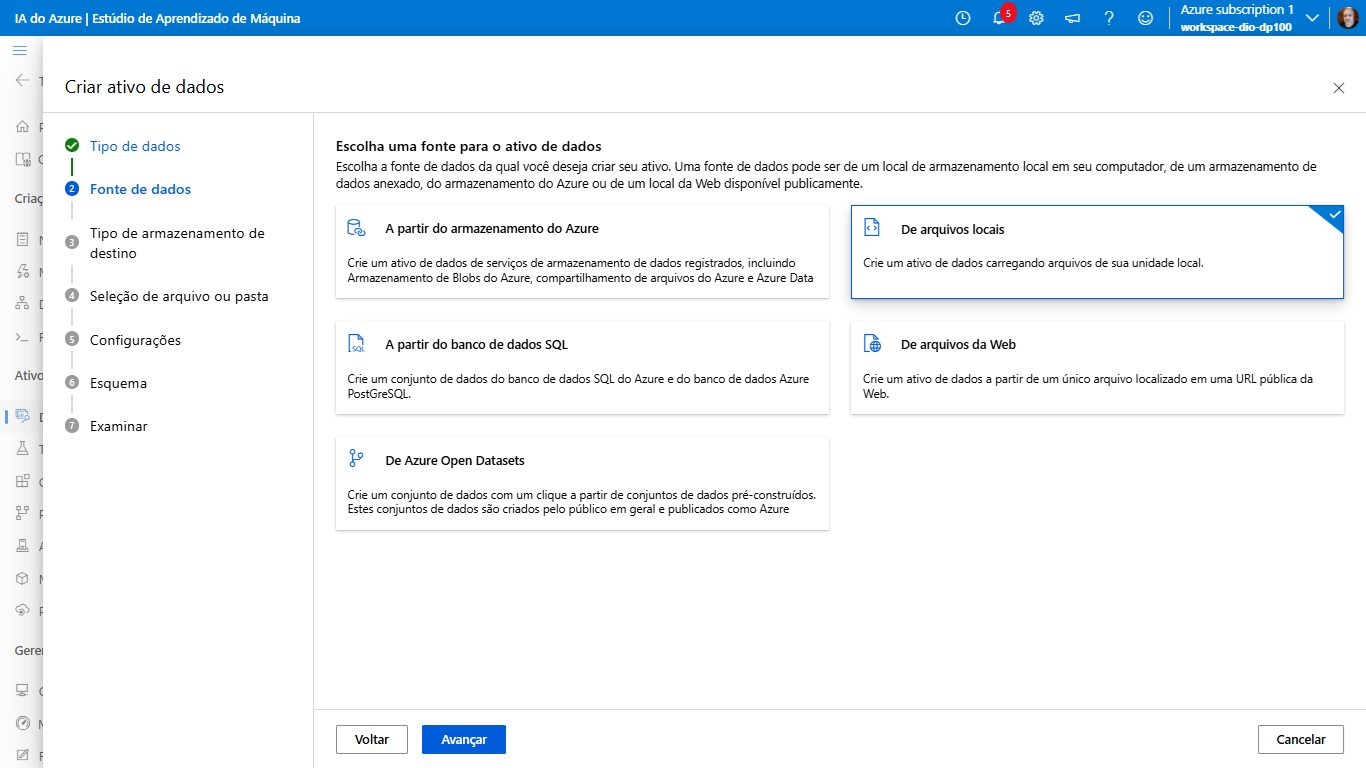 IA do Azure | Estúdio de Aprendizado de Máquina
5
Azure subscription 1
workspace-dio-dp100
Criar ativo de dados
Tipo de dados
2 Fonte de dados
3 Tipo de armazenamento de
destino
4 Seleção de arquivo ou pasta
5 Configurações
6 Esquema
7 Examinar
Criaç
Ativo
Geren
Escolha uma fonte para o ativo de dados
Escolha a fonte de dados da qual você deseja criar seu ativo. Uma fonte de dados pode ser de um local de armazenamento local em seu computador, de um armazenamento de
dados anexado, do armazenamento do Azure ou de um local da Web disponível publicamente.
A partir do armazenamento do Azure
Crie um ativo de dados de serviços de armazenamento de dados registrados, incluindo
Armazenamento de Blobs do Azure, compartilhamento de arquivos do Azure e Azure Data
De arquivos locais
Crie um ativo de dados carregando arquivos de sua unidade local.
SQL
A partir do banco de dados SQL
Crie um conjunto de dados do banco de dados SQL do Azure e do banco de dados Azure
PostGreSQL.
De arquivos da Web
Crie um ativo de dados a partir de um único arquivo localizado em uma URL pública da
Web.
De Azure Open Datasets
Crie um conjunto de dados com um clique a partir de conjuntos de dados pré-construídos.
Estes conjuntos de dados são criados pelo público em geral e publicados como Azure
Voltar
Avançar
Cancelar